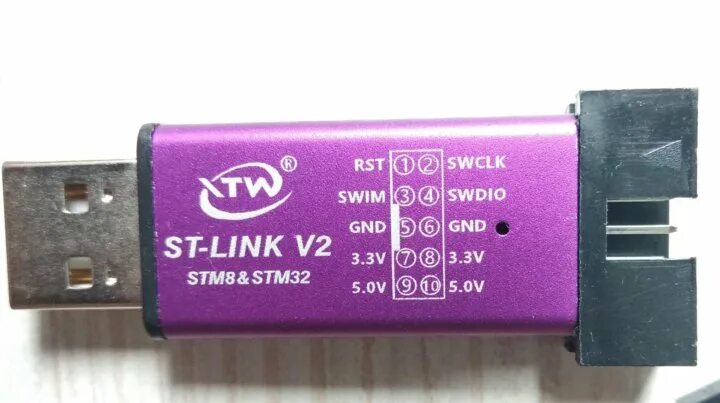 XTW®
ST-LINK V2
STM8 & STM32
RST ① ② SWCLK
SWIM ③ ④ SWDIO
GND ⑤ ⑥ GND
3.3V ⑦ ⑧ 3.3V
5.0V ⑨ ⑩ 5.0V